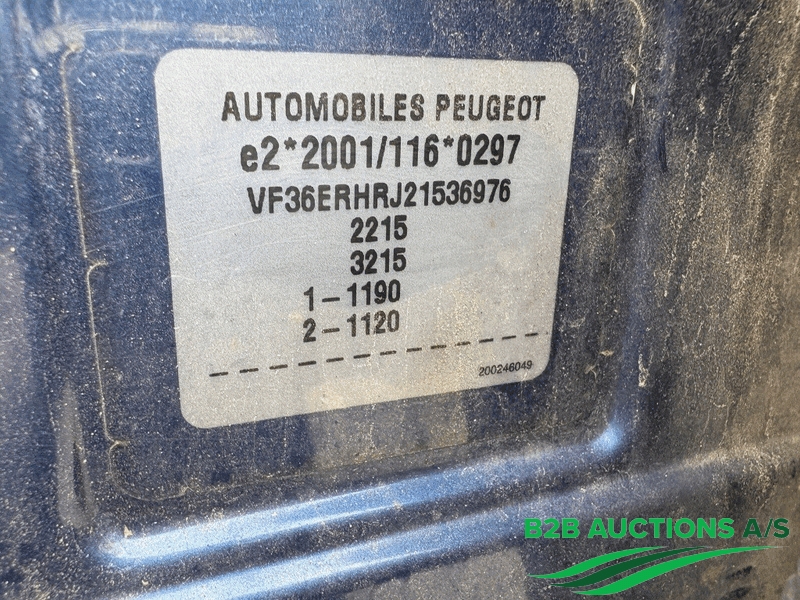 AUTOMOBILES PEUGEOT
e2*2001/116*0297
VF36ERHRJ21536976
2215
3215
1-1190
2-1120
200246049
B2B AUCTIONS A/S